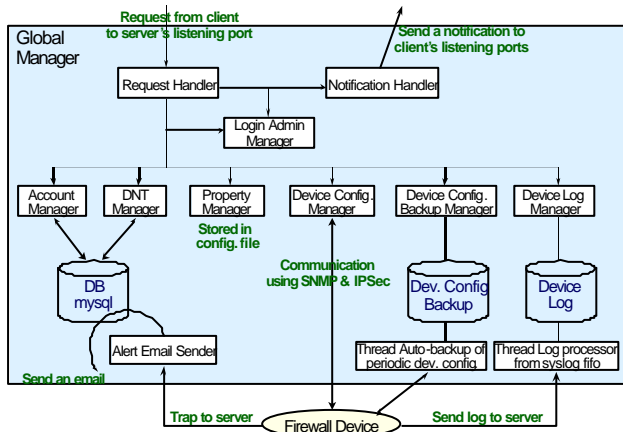 Request from client
to server's listening port
Send a notification to
client's listening ports
Global
Manager
Request Handler
Notification Handler
Login Admin
Manager
Account
Manager
DNT
Manager
Property
Manager
Device Config.
Manager
Device Config.
Backup Manager
Device Log
Manager
Stored in
config. file
Communication
using SNMP & IPSec
DB
mysql
Dev. Config
Backup
Device
Log
Alert Email Sender
Thread Auto-backup of
periodic dev. config.
Thread Log processor
from syslog fifo
Send an email
Trap to server
Firewall Device
Send log to server